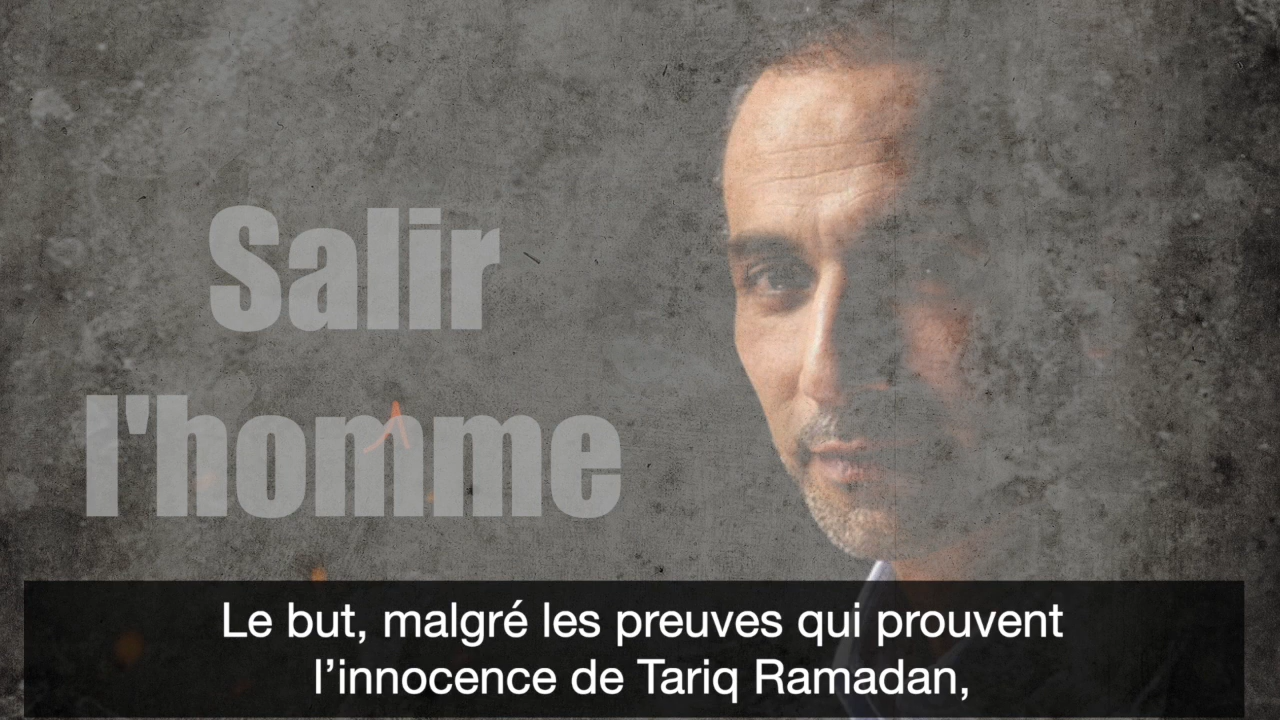 Salir
l'homme
Le but, malgré les preuves qui prouvent
l’innocence de Tariq Ramadan,